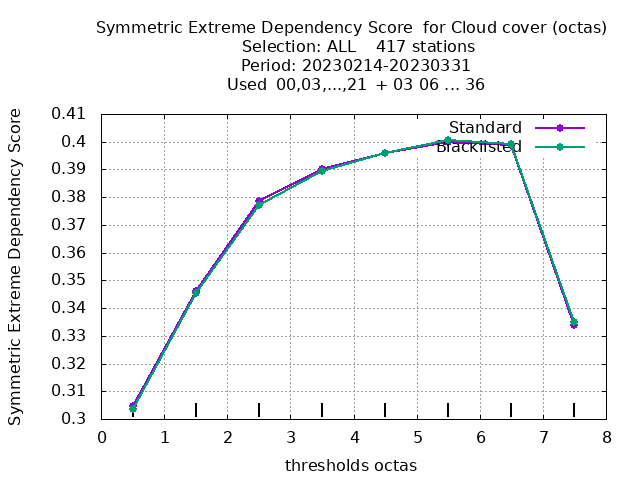 Symmetric Extreme Dependency Score  for Cloud cover (octas)
Selection: ALL    417 stations
Period: 20230214-20230331
Used  00,03,...,21  + 03 06 ... 36
Symmetric Extreme Dependency Score
0.41
0.4
0.39
0.38
0.37
0.36
0.35
0.34
0.33
0.32
0.31
0.3
Standard
Blacklisted
0 1 2 3 4 5 6 7 8
thresholds octas